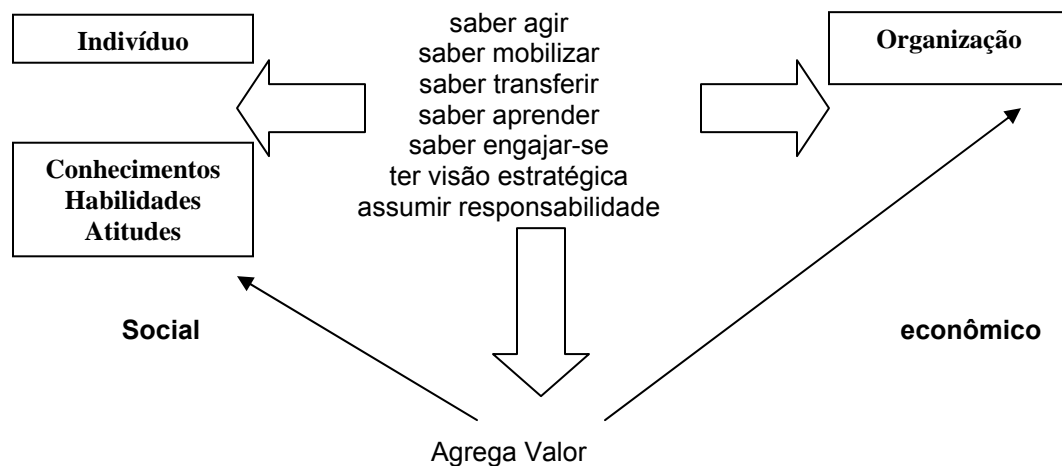 Indivíduo
Conhecimentos
Habilidades
Atitudes
saber agir
saber mobilizar
saber transferir
saber aprender
saber engajar-se
ter visão estratégica
assumir responsabilidade
Organização
Social
econômico
Agrega Valor